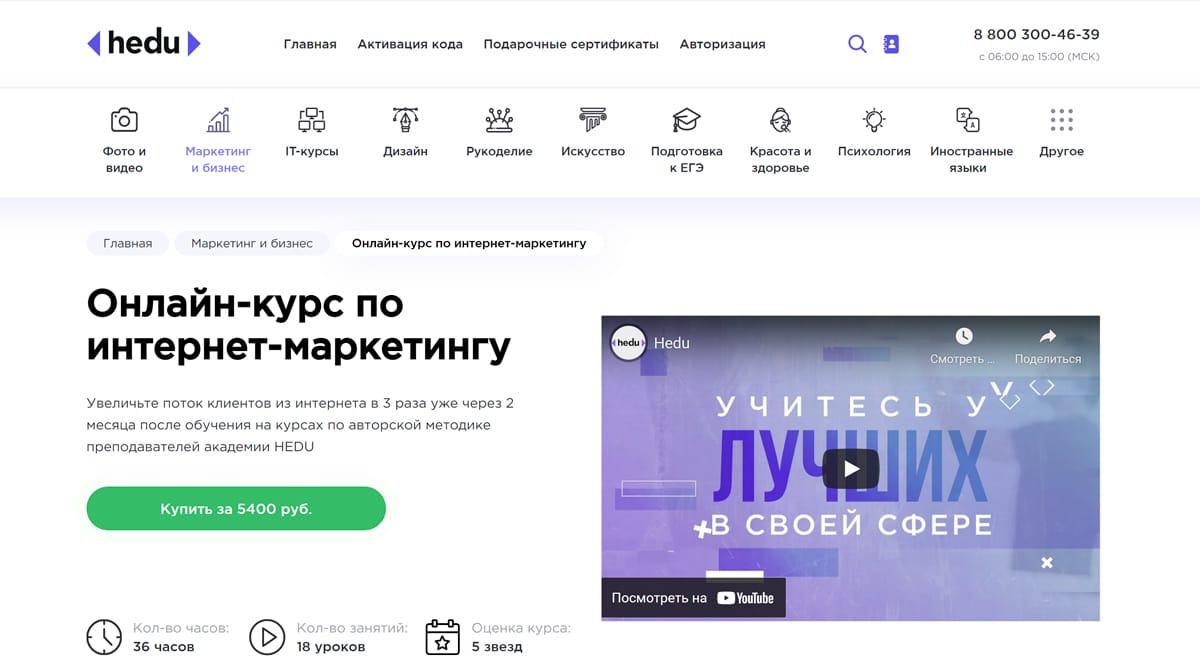 hedu
Главная Активация кода Подарочные сертификаты Авторизация
8 800 300-46-39
с 06:00 до 15:00 (МСК)
Фото и видео
Маркетинг и бизнес
IT-курсы
Дизайн
Рукоделие
Искусство
Подготовка к ЕГЭ
Красота и здоровье
Психология
Иностранные языки
Другое
Главная Маркетинг и бизнес Онлайн-курс по интернет-маркетингу
Онлайн-курс по
интернет-маркетингу
Увеличьте поток клиентов из интернета в 3 раза уже через 2
месяца после обучения на курсах по авторской методике
преподавателей академии HEDU
Купить за 5400 руб.
Кол-во часов:
36 часов
Кол-во занятий:
18 уроков
Оценка курса:
5 звезд
hedu Hedu
Смотреть ... Поделиться
УЧИТЕСЬ У
ЛУЧШИХ
В СВОЕЙ СФЕРЕ
Посмотреть на YouTube